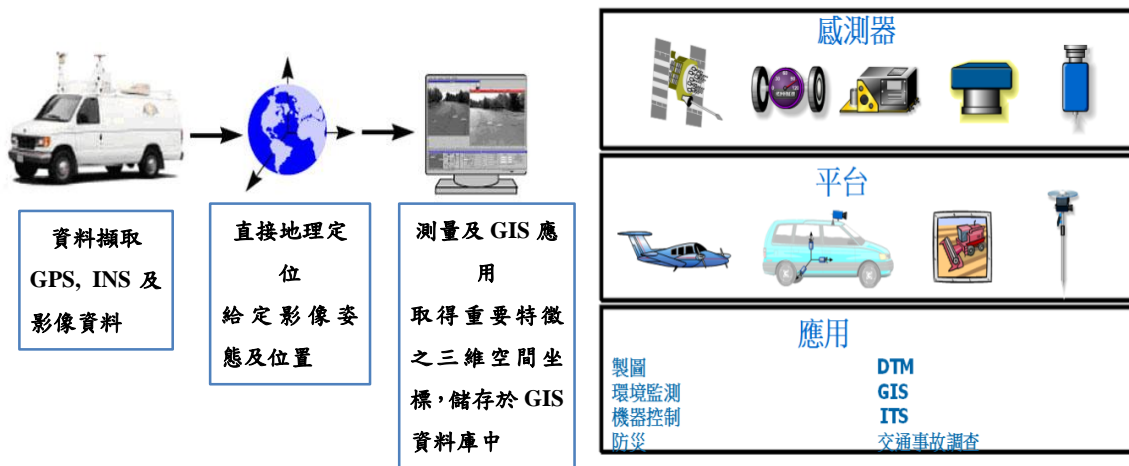 資料擷取
GPS, INS 及
影像資料
直接地理定
位
給定影像姿
態及位置
測量及 GIS 應
用
取得重要特徵
之三維空間坐
標，儲存於 GIS
資料庫中
感測器
平台
應用
製圖
環境監測
機器控制
防災
DTM
GIS
ITS
交通事故調查